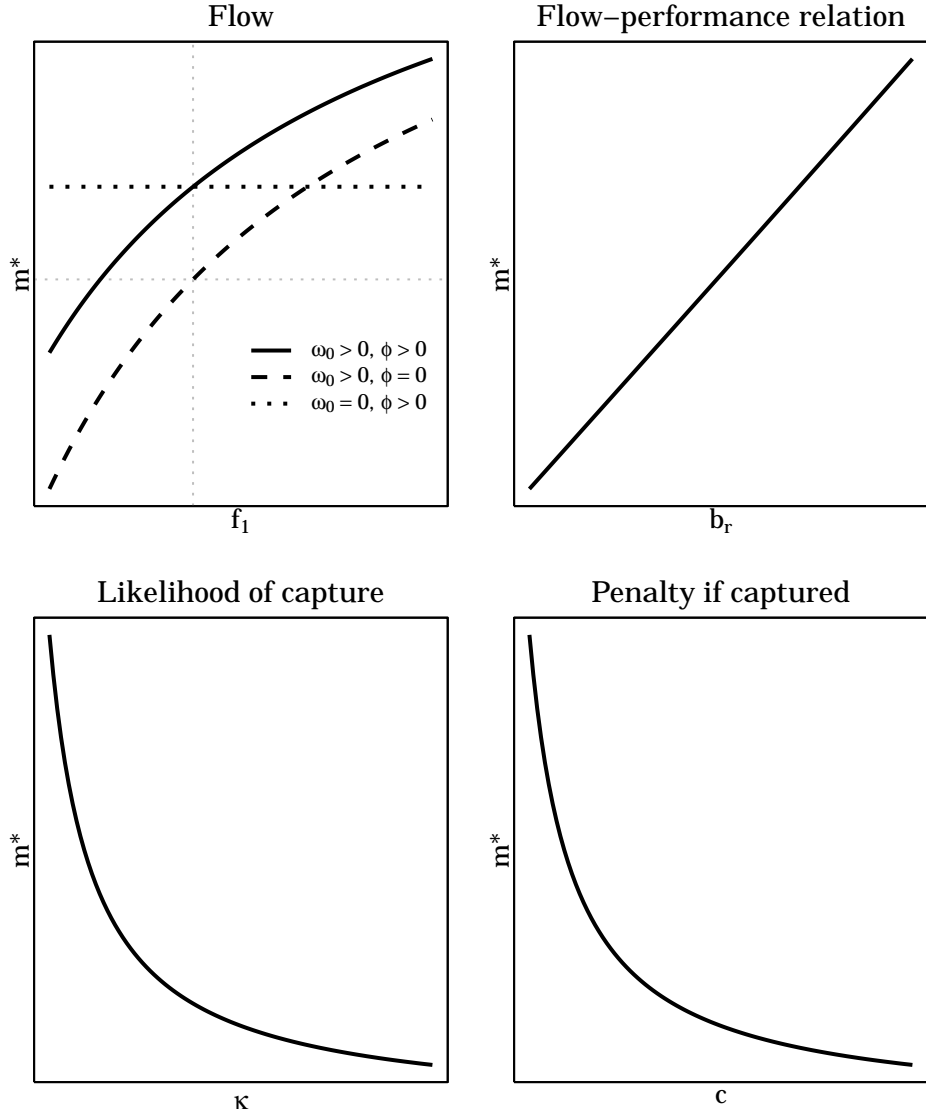 Flow
m*
ω₀ > 0, ϕ > 0
ω₀ > 0, ϕ = 0
ω₀ = 0, ϕ > 0
f₁
Flow–performance relation
m*
bᵣ
Likelihood of capture
m*
κ
Penalty if captured
m*
c